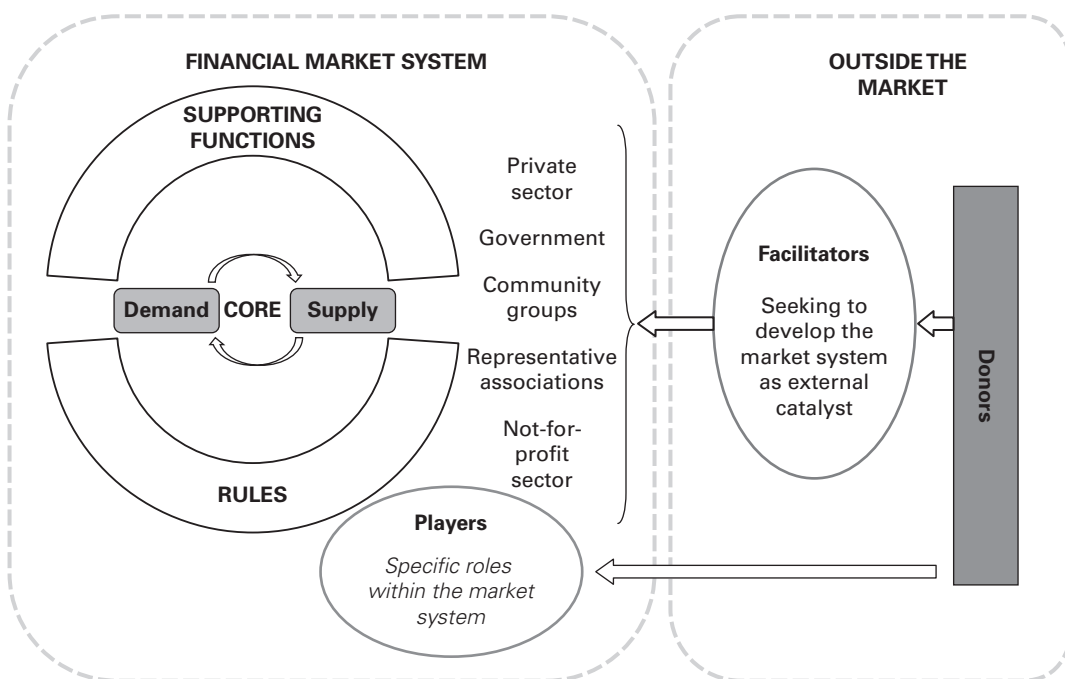 FINANCIAL MARKET SYSTEM
SUPPORTING
FUNCTIONS
Demand
CORE
Supply
RULES
Private
sector
Government
Community
groups
Representative
associations
Not-for-
profit
sector
Players
Specific roles
within the market
system
OUTSIDE THE
MARKET
Facilitators
Seeking to
develop the
market system
as external
catalyst
Donors